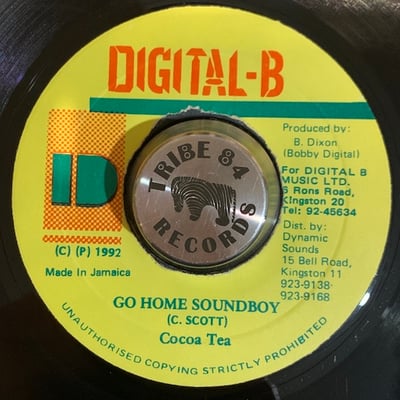 DIGITAL-B
Produced by:
B. Dixon
(Bobby Digital)
For DIGITAL B
MUSIC LTD.
6 Rons Road,
Kingston 20
Tel: 92-45634
Dist. by:
Dynamic
Sounds
15 Bell Road,
Kingston 11
923-9138-
923-9168
TRIBE 84
RECORDS
ID
(C) (P) 1992
Made in Jamaica
GO HOME SOUNDBOY
(C. SCOTT)
Cocoa Tea
UNAUTHORISED COPYING STRICTLY PROHIBITED